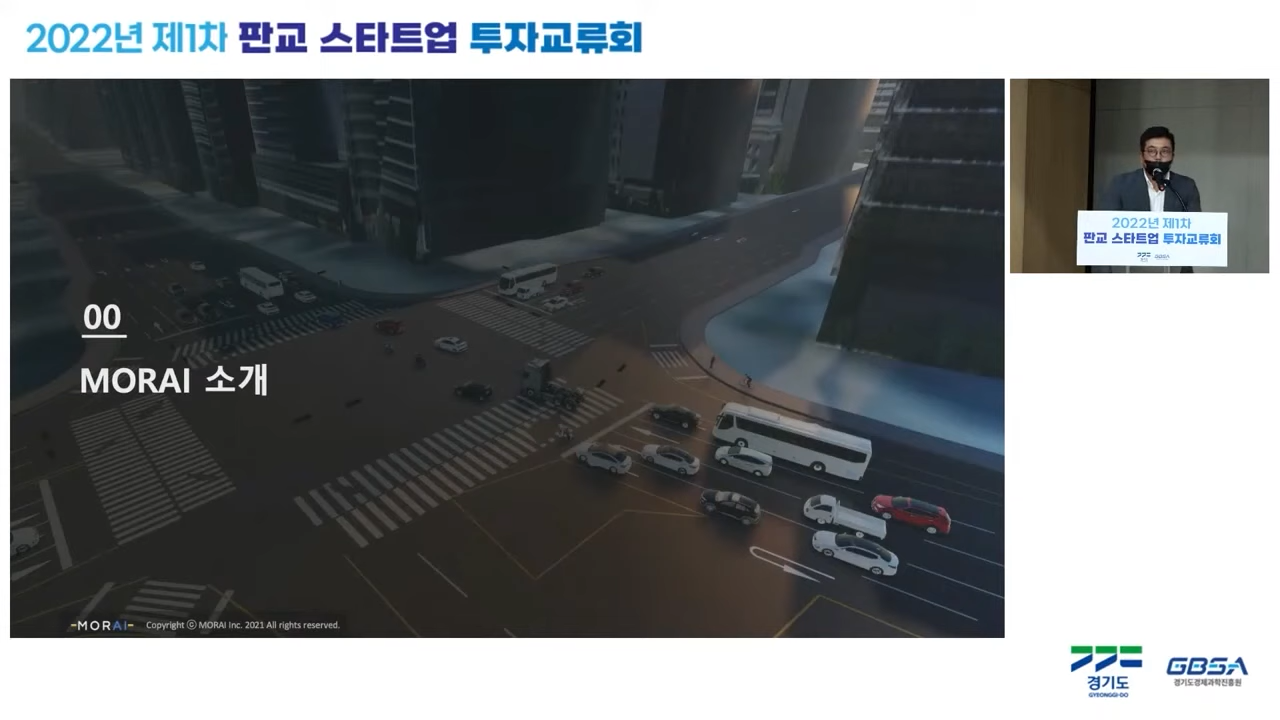 2022년 제1차 판교 스타트업 투자교류회
00
MORAI 소개
-MORAI-
Copyright ⓒ MORAI Inc. 2021 All rights reserved.
2022년 제1차
판교 스타트업 투자교류회
GBSA
경기도
GYEONGGI-DO
GBSA
경기도경제과학진흥원